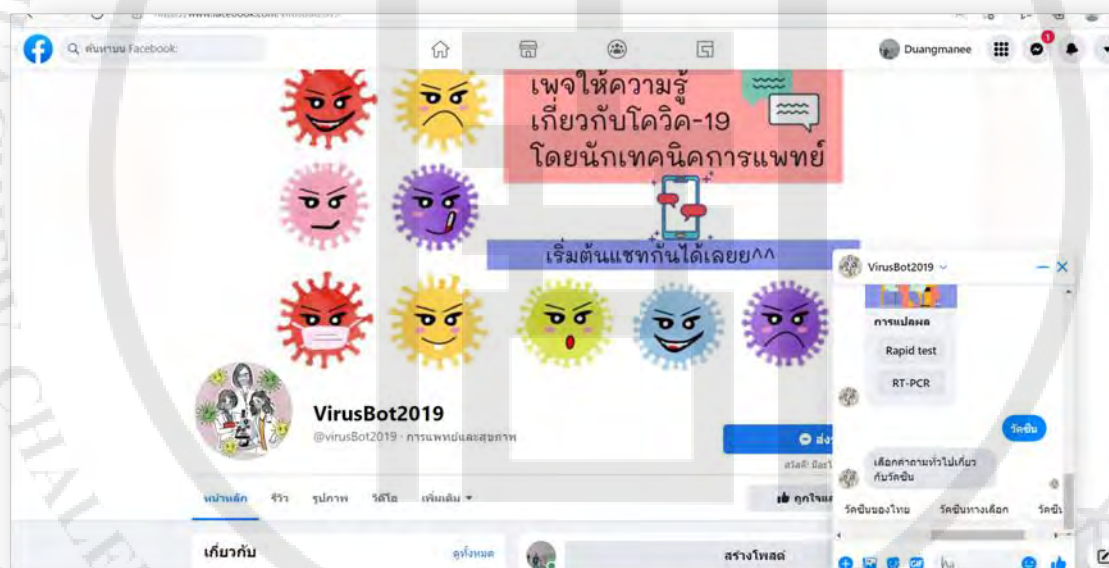 ค้นหาบน Facebook
Duangmanee
1
เพจให้ความรู้
เกี่ยวกับโควิด-19
โดยนักเทคนิคการแพทย์
เริ่มต้นแชทกันได้เลยย^^
VirusBot2019
@virusBot2019 · การแพทย์และสุขภาพ
หน้าหลัก รีวิว รูปภาพ วิดีโอ เพิ่มเติม
ถูกใจแล
เกี่ยวกับ
ดูทั้งหมด
สร้างโพสต์
VirusBot2019
การแปลผล
Rapid test
RT-PCR
วัคซีน
เลือกคำถามทั่วไปเกี่ยว
กับวัคซีน
วัคซีนของไทย วัคซีนทางเลือก
GIF
Aa